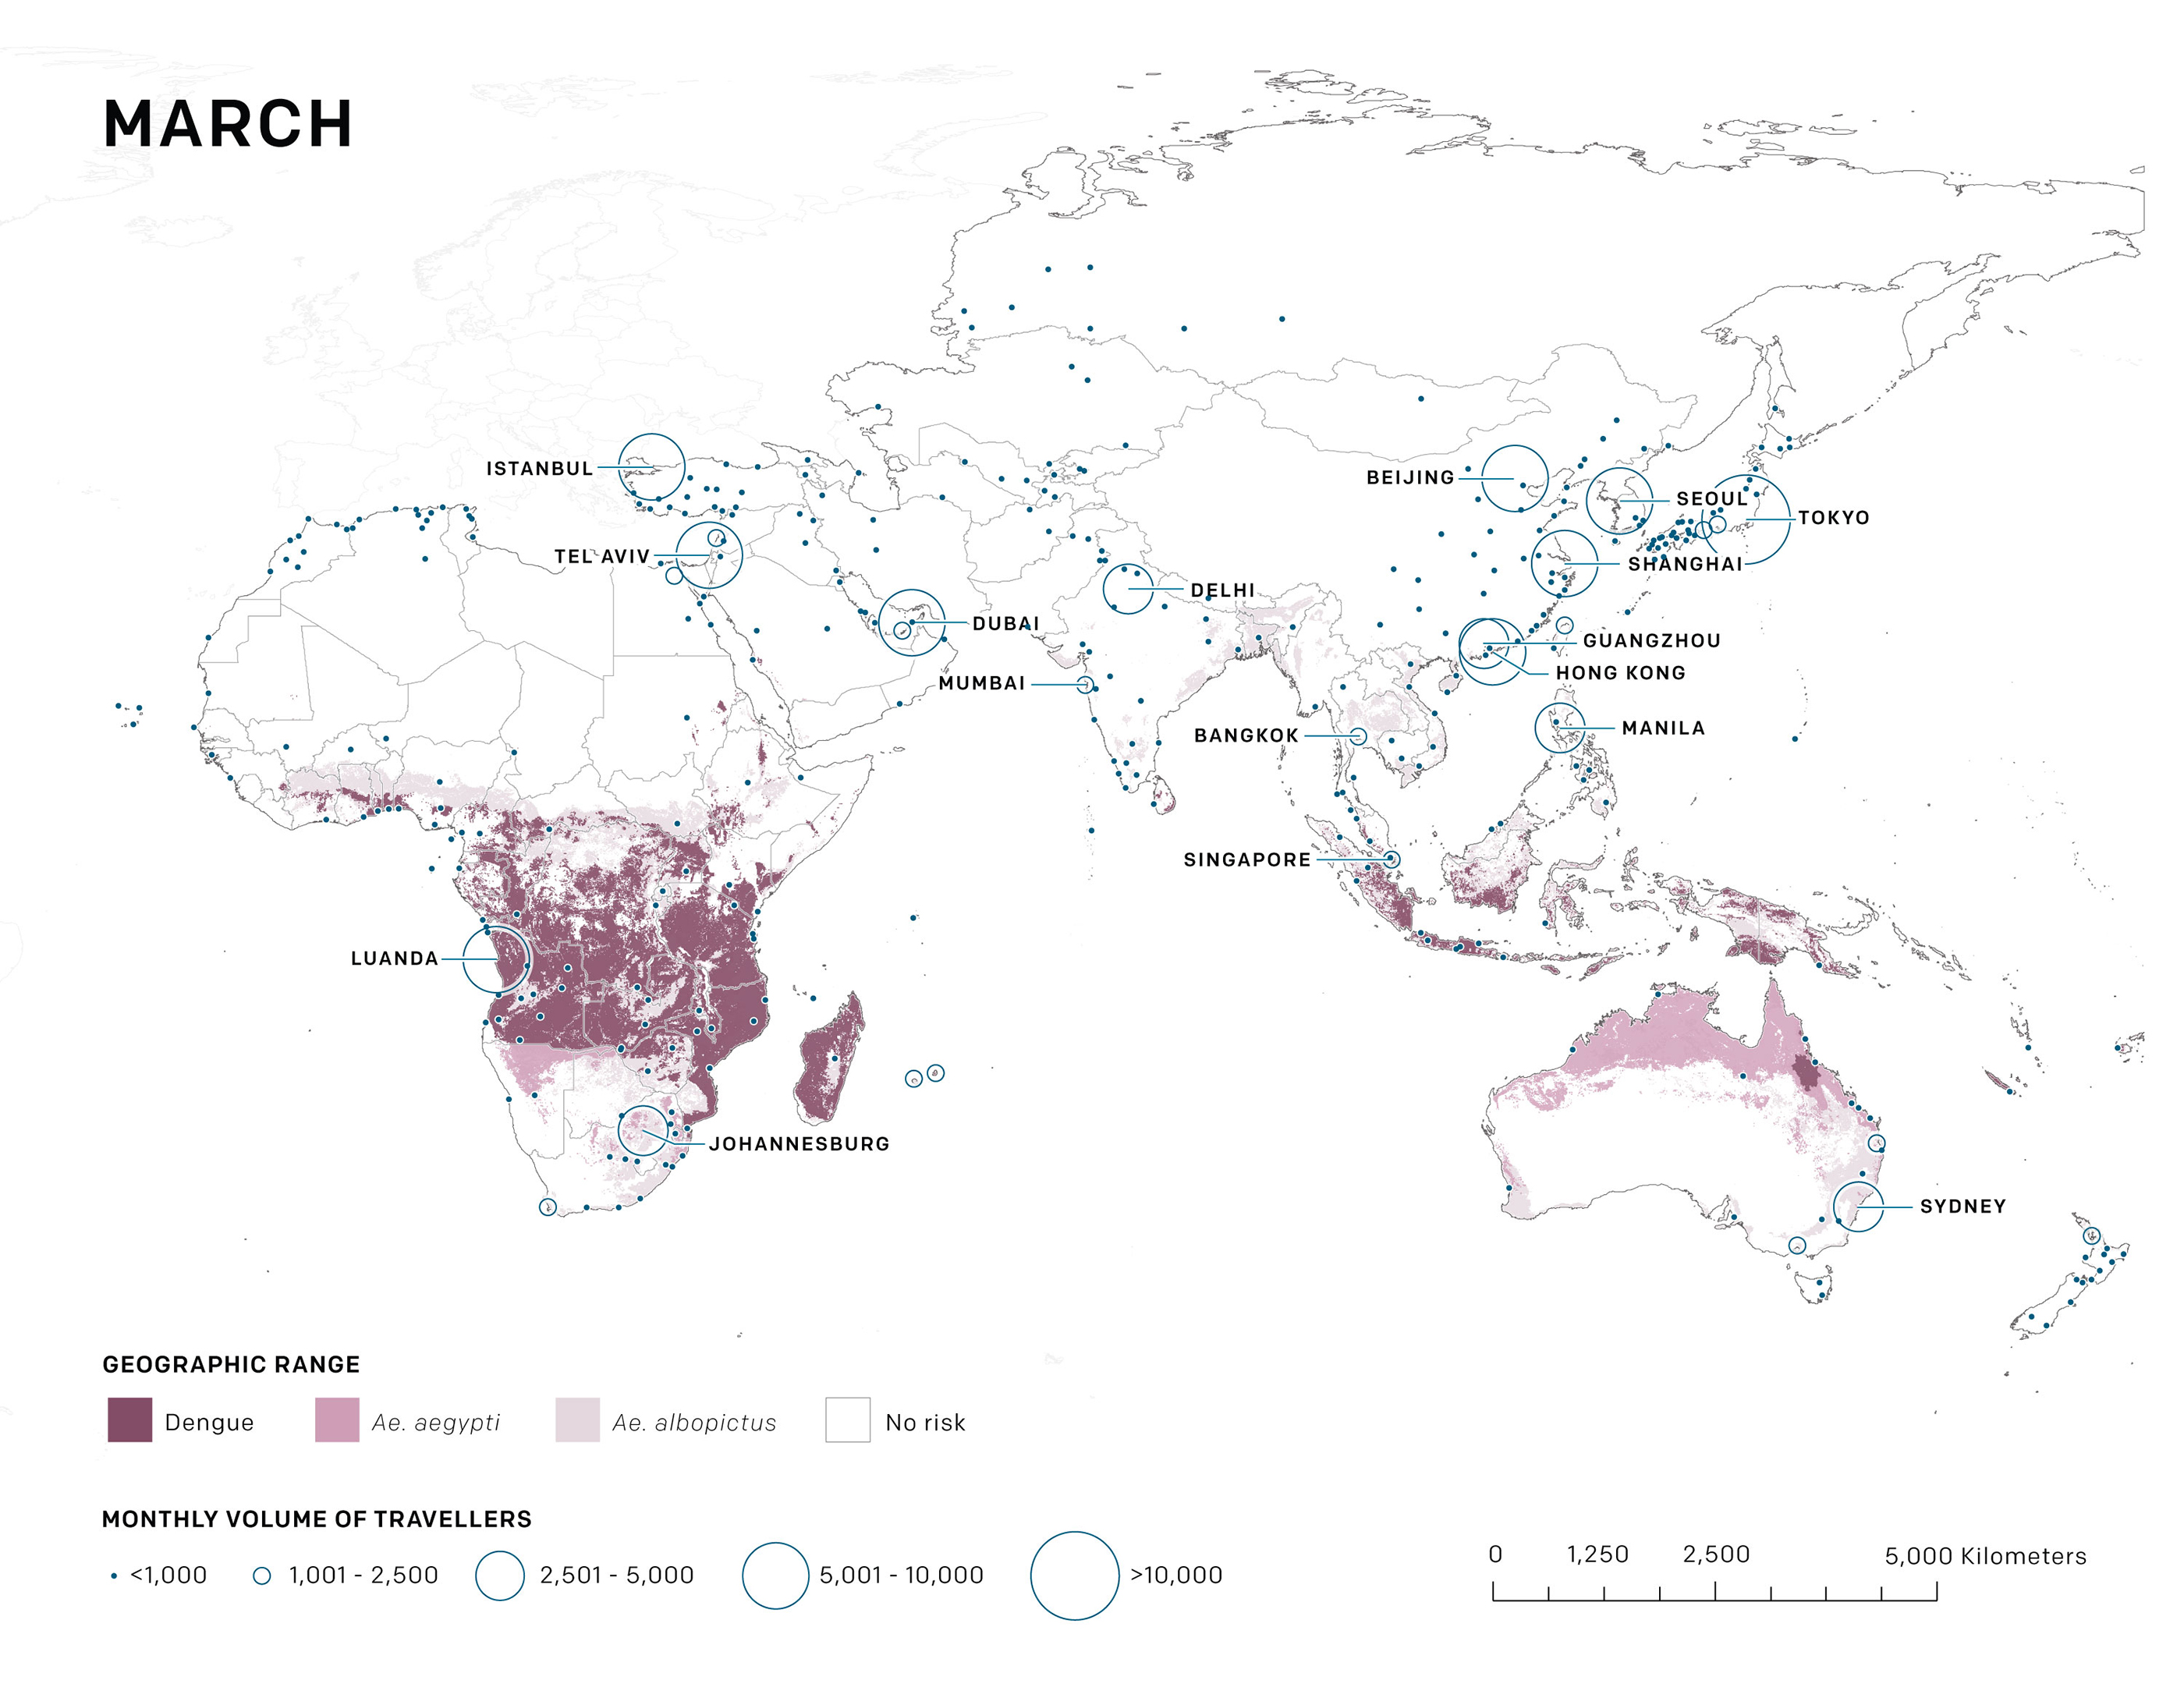 MARCH
ISTANBUL
BEIJING
SEOUL
TOKYO
TEL AVIV
SHANGHAI
DELHI
DUBAI
GUANGZHOU
HONG KONG
MUMBAI
MANILA
BANGKOK
SINGAPORE
LUANDA
JOHANNESBURG
SYDNEY
GEOGRAPHIC RANGE
Dengue Ae. aegypti Ae. albopictus No risk
MONTHLY VOLUME OF TRAVELLERS
<1,000 1,001 - 2,500 2,501 - 5,000 5,001 - 10,000 >10,000
0 1,250 2,500 5,000 Kilometers